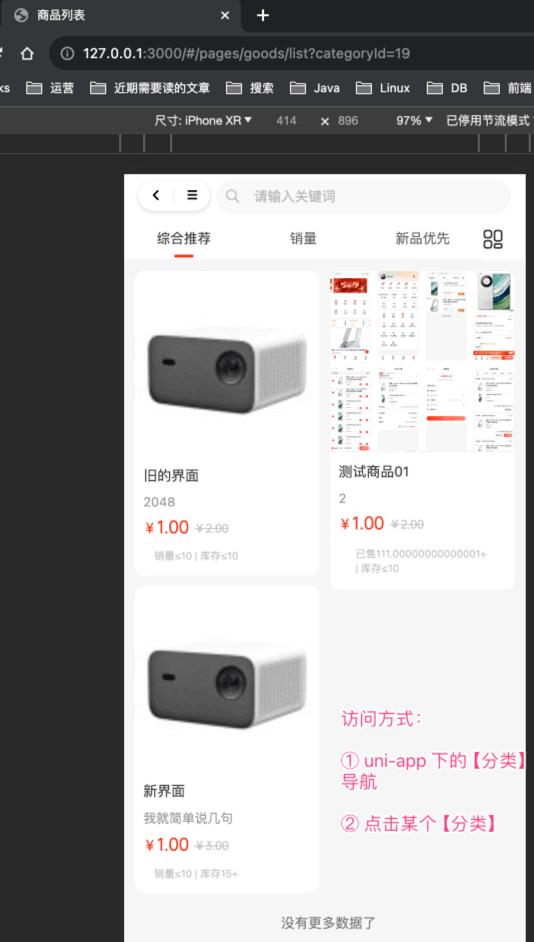 商品列表
127.0.0.1:3000/#/pages/goods/list?categoryId=19
ks 运营 近期需要读的文章 搜索 Java Linux DB 前端
尺寸: iPhone XR 414 × 896 97% 已停用节流模式
请输入关键词
综合推荐 销量 新品优先
旧的界面
2048
¥1.00 ¥2.00
销量≤10 | 库存≤10
测试商品01
2
¥1.00 ¥2.00
已售111.00000000000001+
| 库存≤10
新界面
我就简单说几句
¥1.00 ¥3.00
销量≤10 | 库存15+
访问方式：
① uni-app 下的【分类】
导航
② 点击某个【分类】
没有更多数据了